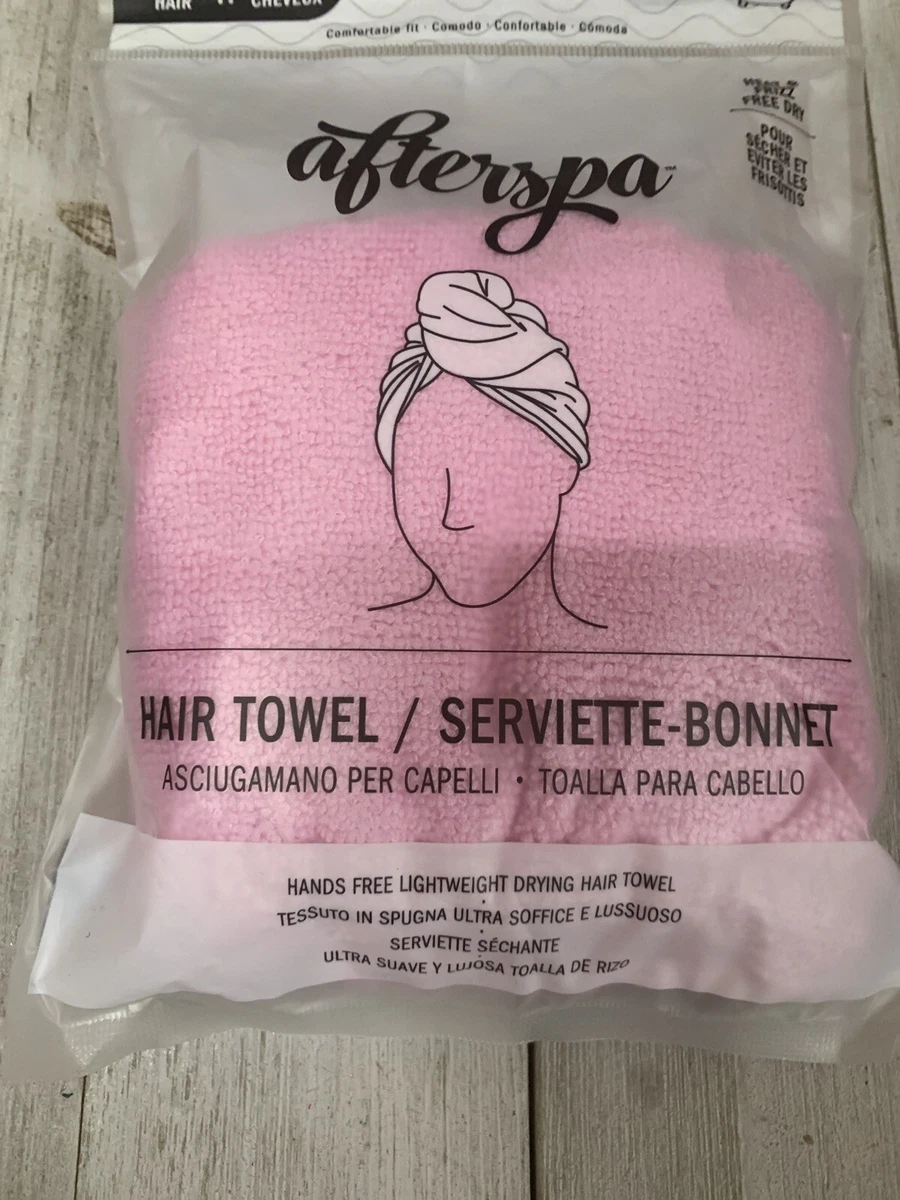 HAIR CHEVEUX
Comfortable fit · Comodo · Confortable · Cómoda
afterspa™
FRIZZ
FREE DRY
POUR
SÉCHER ET
ÉVITER LES
FRISOTTIS
HAIR TOWEL / SERVIETTE-BONNET
ASCIUGAMANO PER CAPELLI • TOALLA PARA CABELLO
HANDS FREE LIGHTWEIGHT DRYING HAIR TOWEL
TESSUTO IN SPUGNA ULTRA SOFFICE E LUSSUOSO
SERVIETTE SÉCHANTE
ULTRA SUAVE Y LUJOSA TOALLA DE RIZO